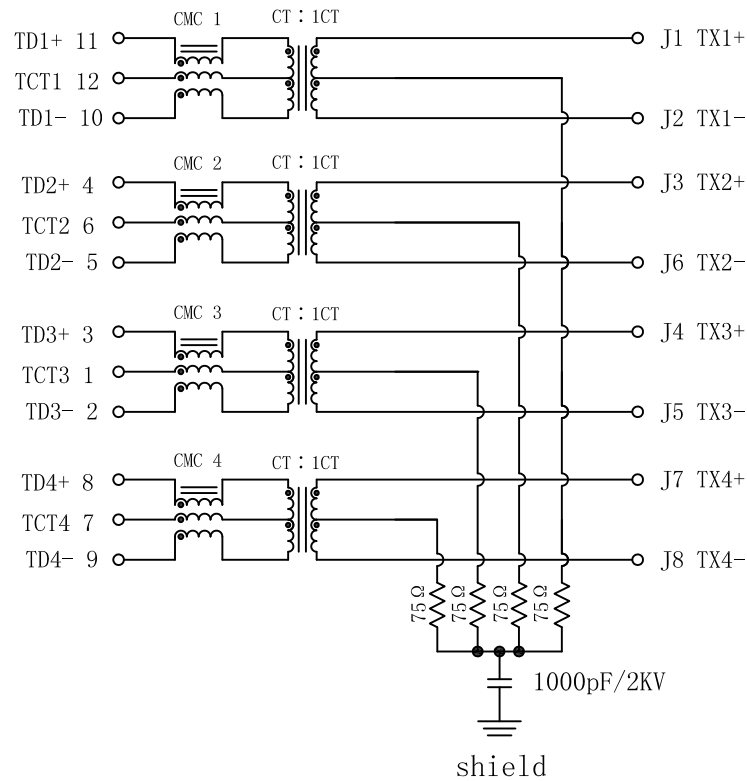 CMC 1 CT：1CT
TD1+ 11 J1 TX1+
TCT1 12
TD1- 10 J2 TX1-
CMC 2 CT：1CT
TD2+ 4 J3 TX2+
TCT2 6
TD2- 5 J6 TX2-
CMC 3 CT：1CT
TD3+ 3 J4 TX3+
TCT3 1
TD3- 2 J5 TX3-
CMC 4 CT：1CT
TD4+ 8 J7 TX4+
TCT4 7
TD4- 9 J8 TX4-
75Ω 75Ω 75Ω 75Ω
1000pF/2KV
shield